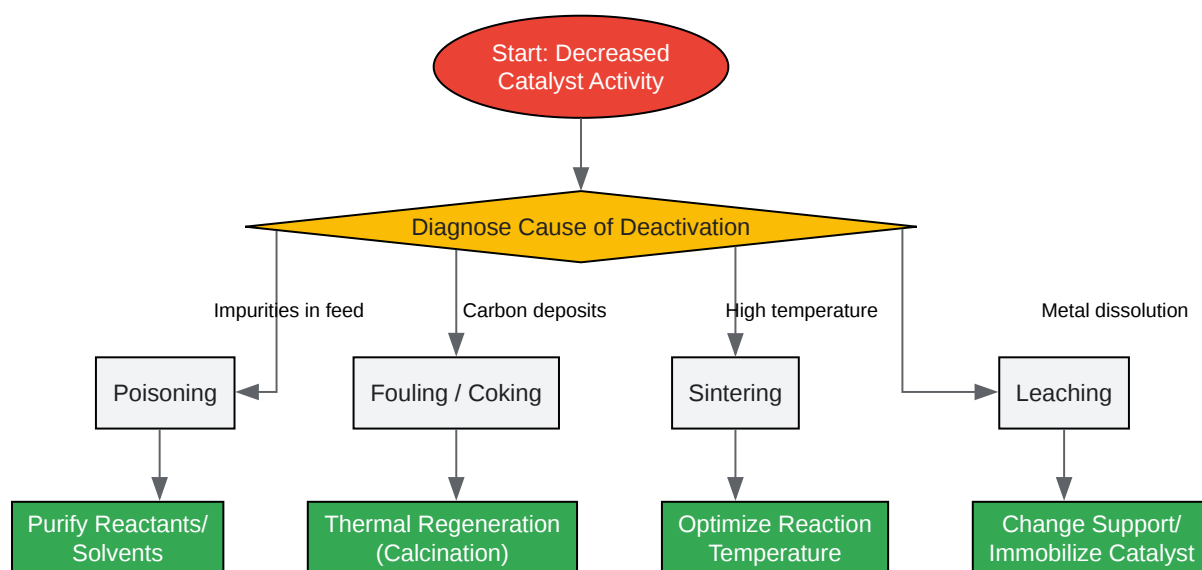 Start: Decreased
Catalyst Activity
Diagnose Cause of Deactivation
Impurities in feed
Carbon deposits
High temperature
Metal dissolution
Poisoning
Fouling / Coking
Sintering
Leaching
Purify Reactants/
Solvents
Thermal Regeneration
(Calcination)
Optimize Reaction
Temperature
Change Support/
Immobilize Catalyst